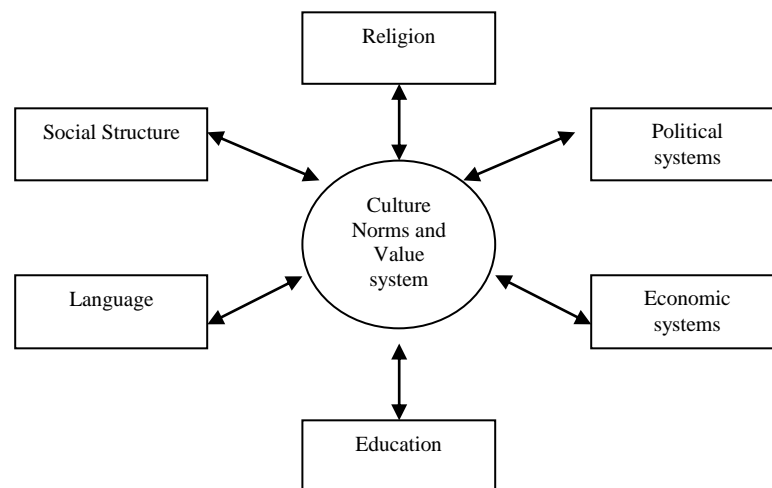 Religion
Social Structure
Political
systems
Culture
Norms and
Value
system
Language
Economic
systems
Education